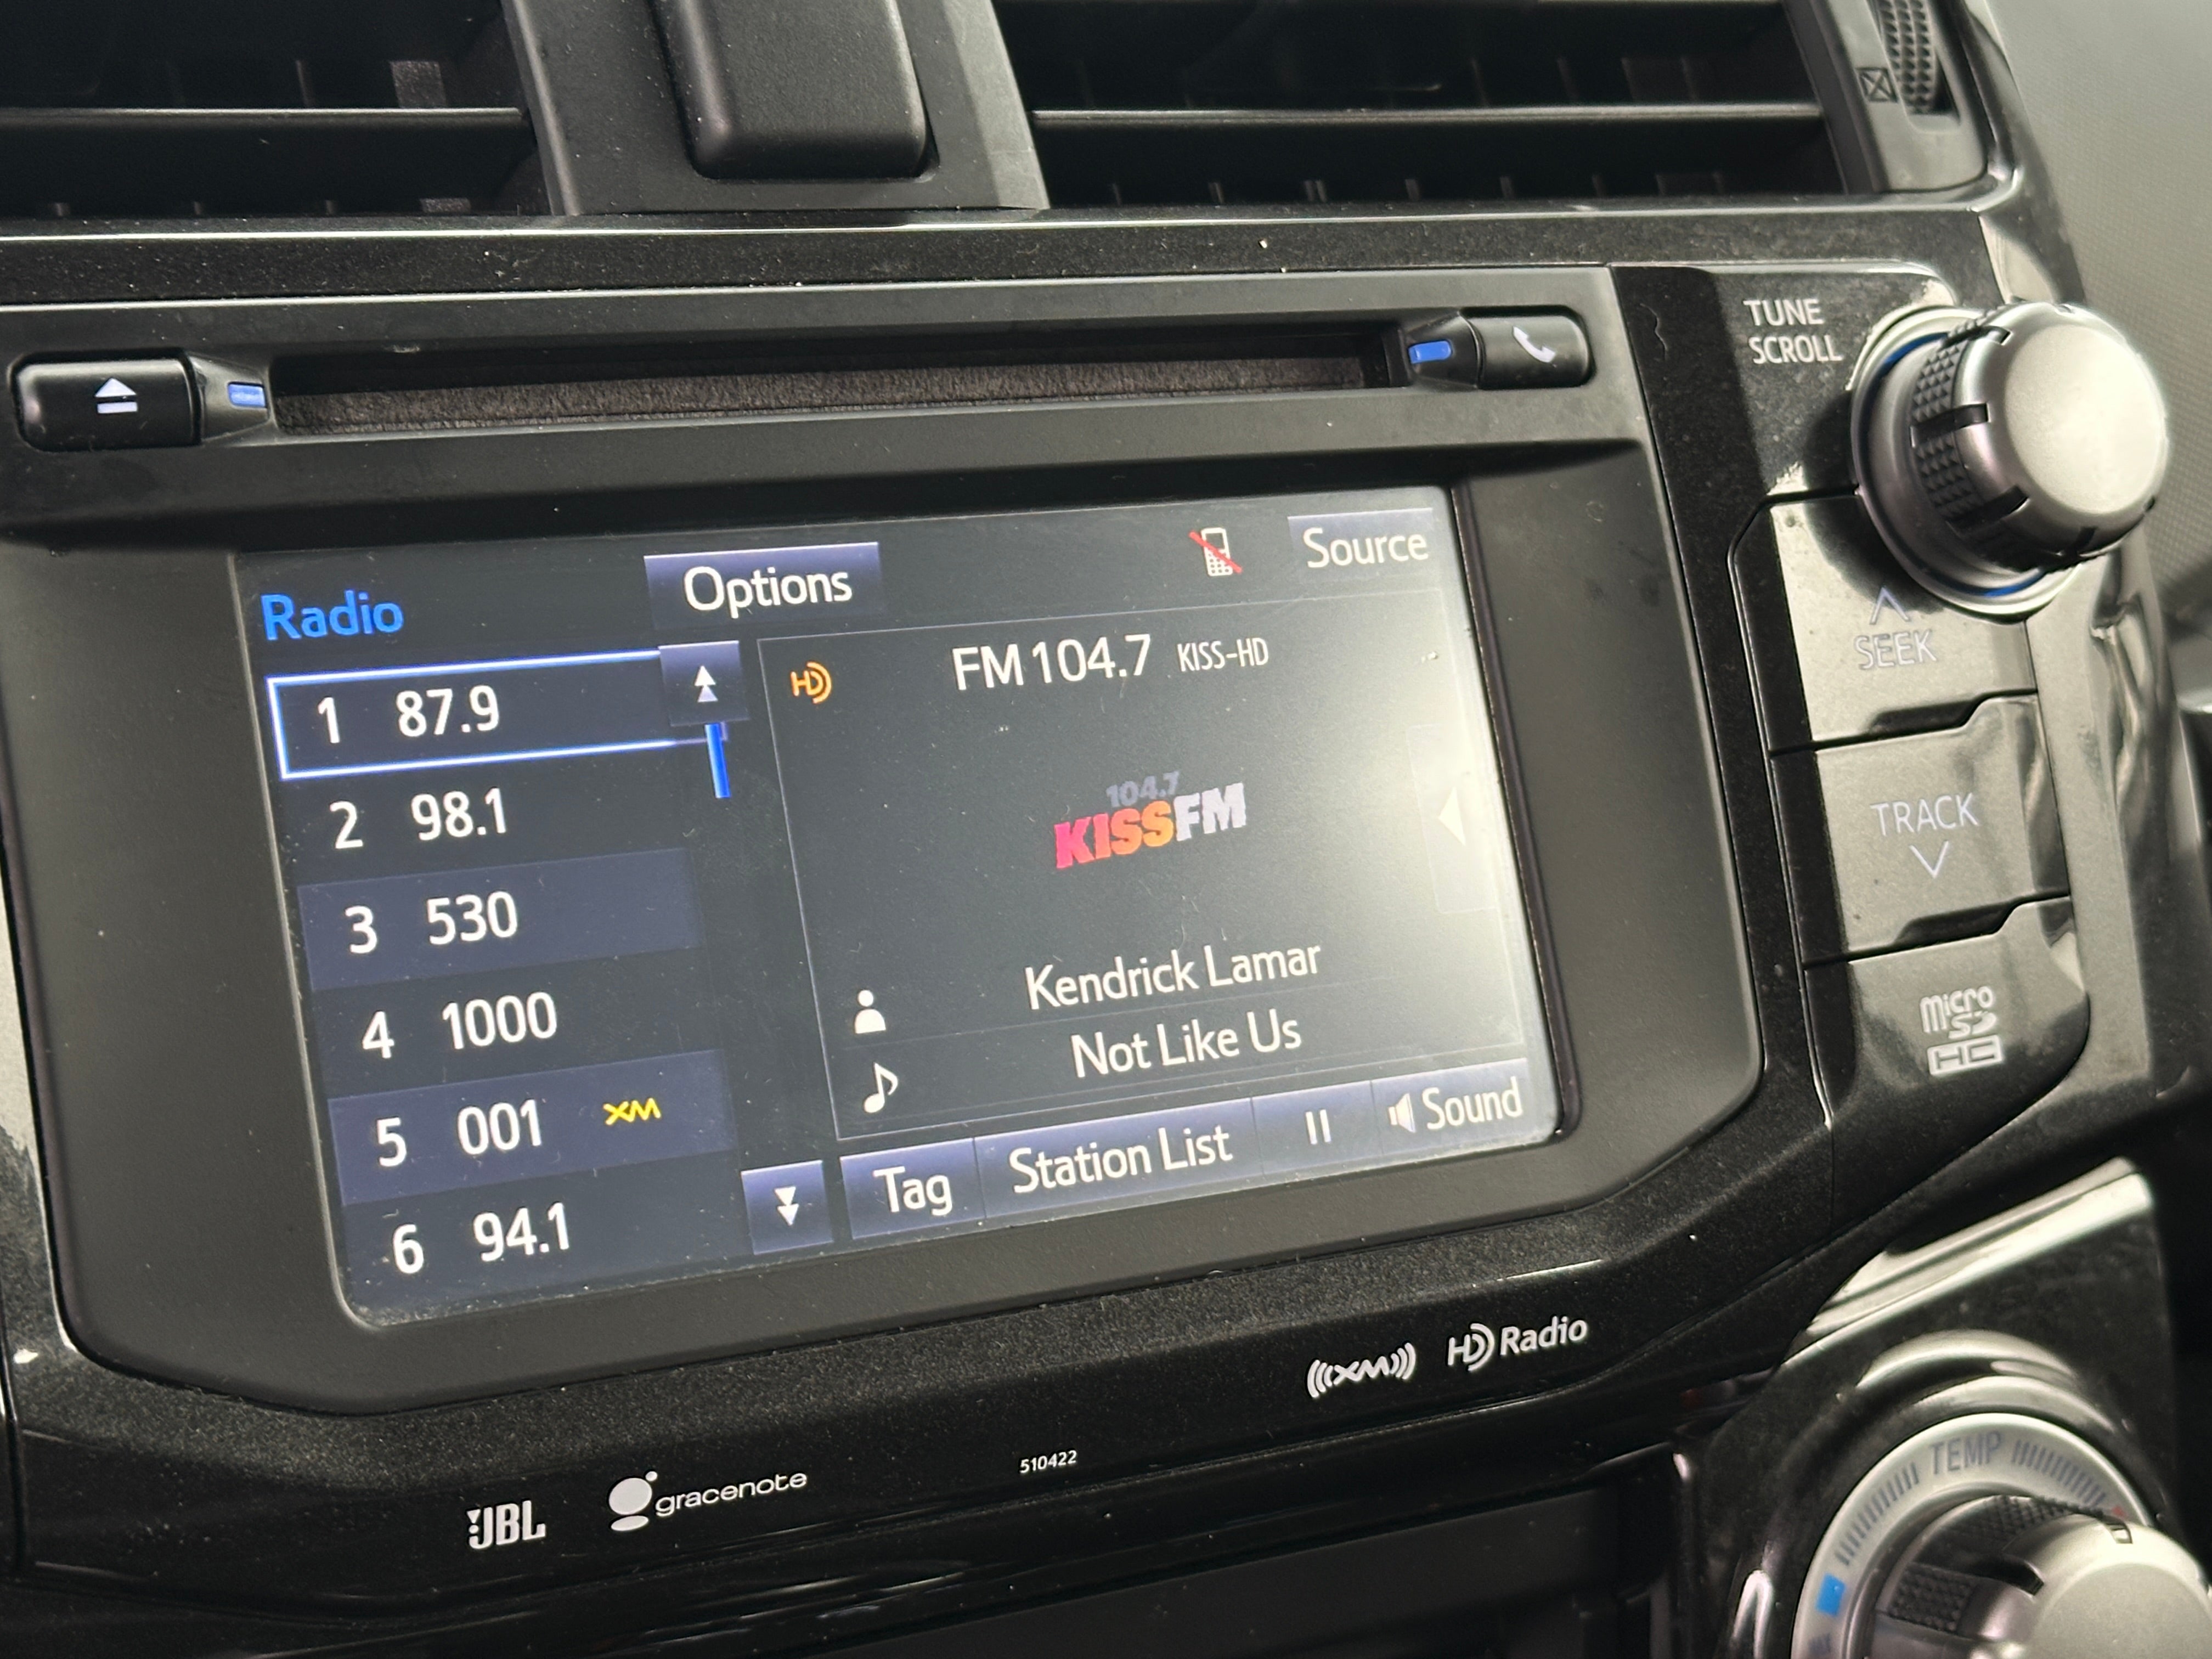 TUNE
SCROLL
Radio
Options
Source
1 87.9
2 98.1
3 530
4 1000
5 001 XM
6 94.1
HD
FM 104.7 KISS-HD
104.7
KISSFM
Kendrick Lamar
Not Like Us
Tag
Station List
Sound
SEEK
TRACK
micro
SD
HC
XM
HD Radio
JBL
gracenote
510422
TEMP